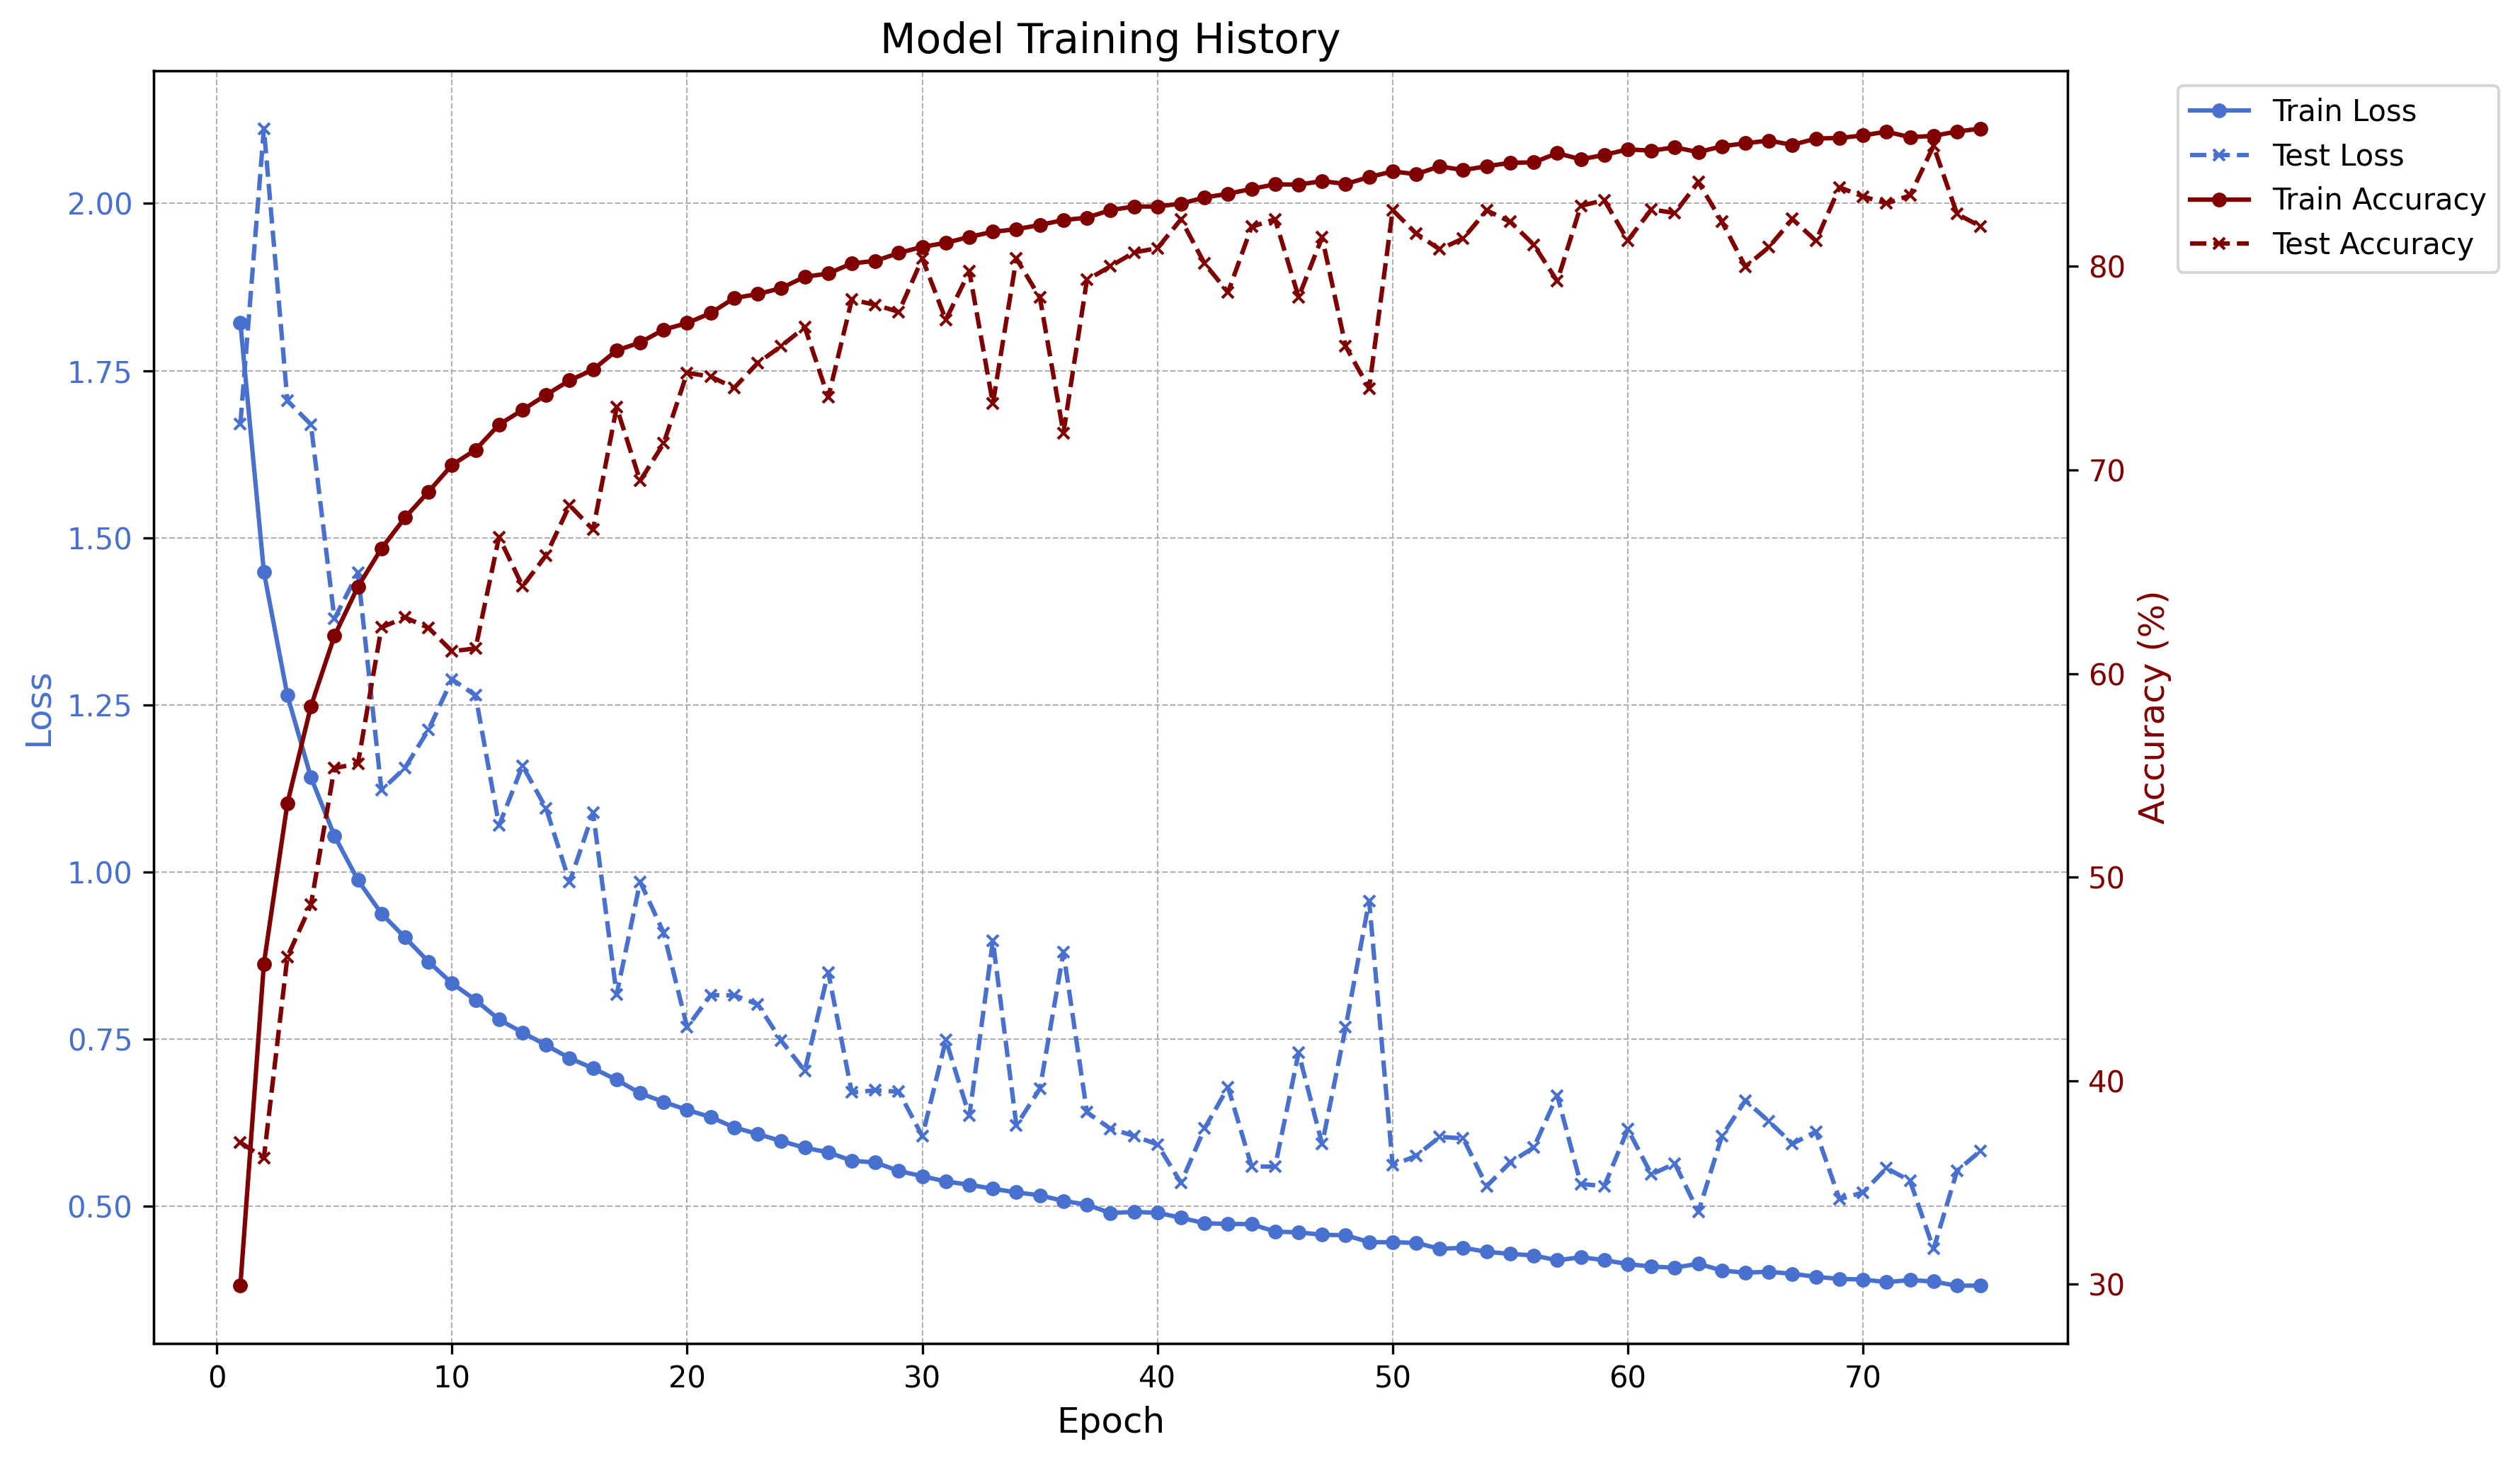 Model Training History
Train Loss
Test Loss
Train Accuracy
Test Accuracy
Loss
2.00
1.75
1.50
1.25
1.00
0.75
0.50
Accuracy (%)
80
70
60
50
40
30
0 10 20 30 40 50 60 70
Epoch